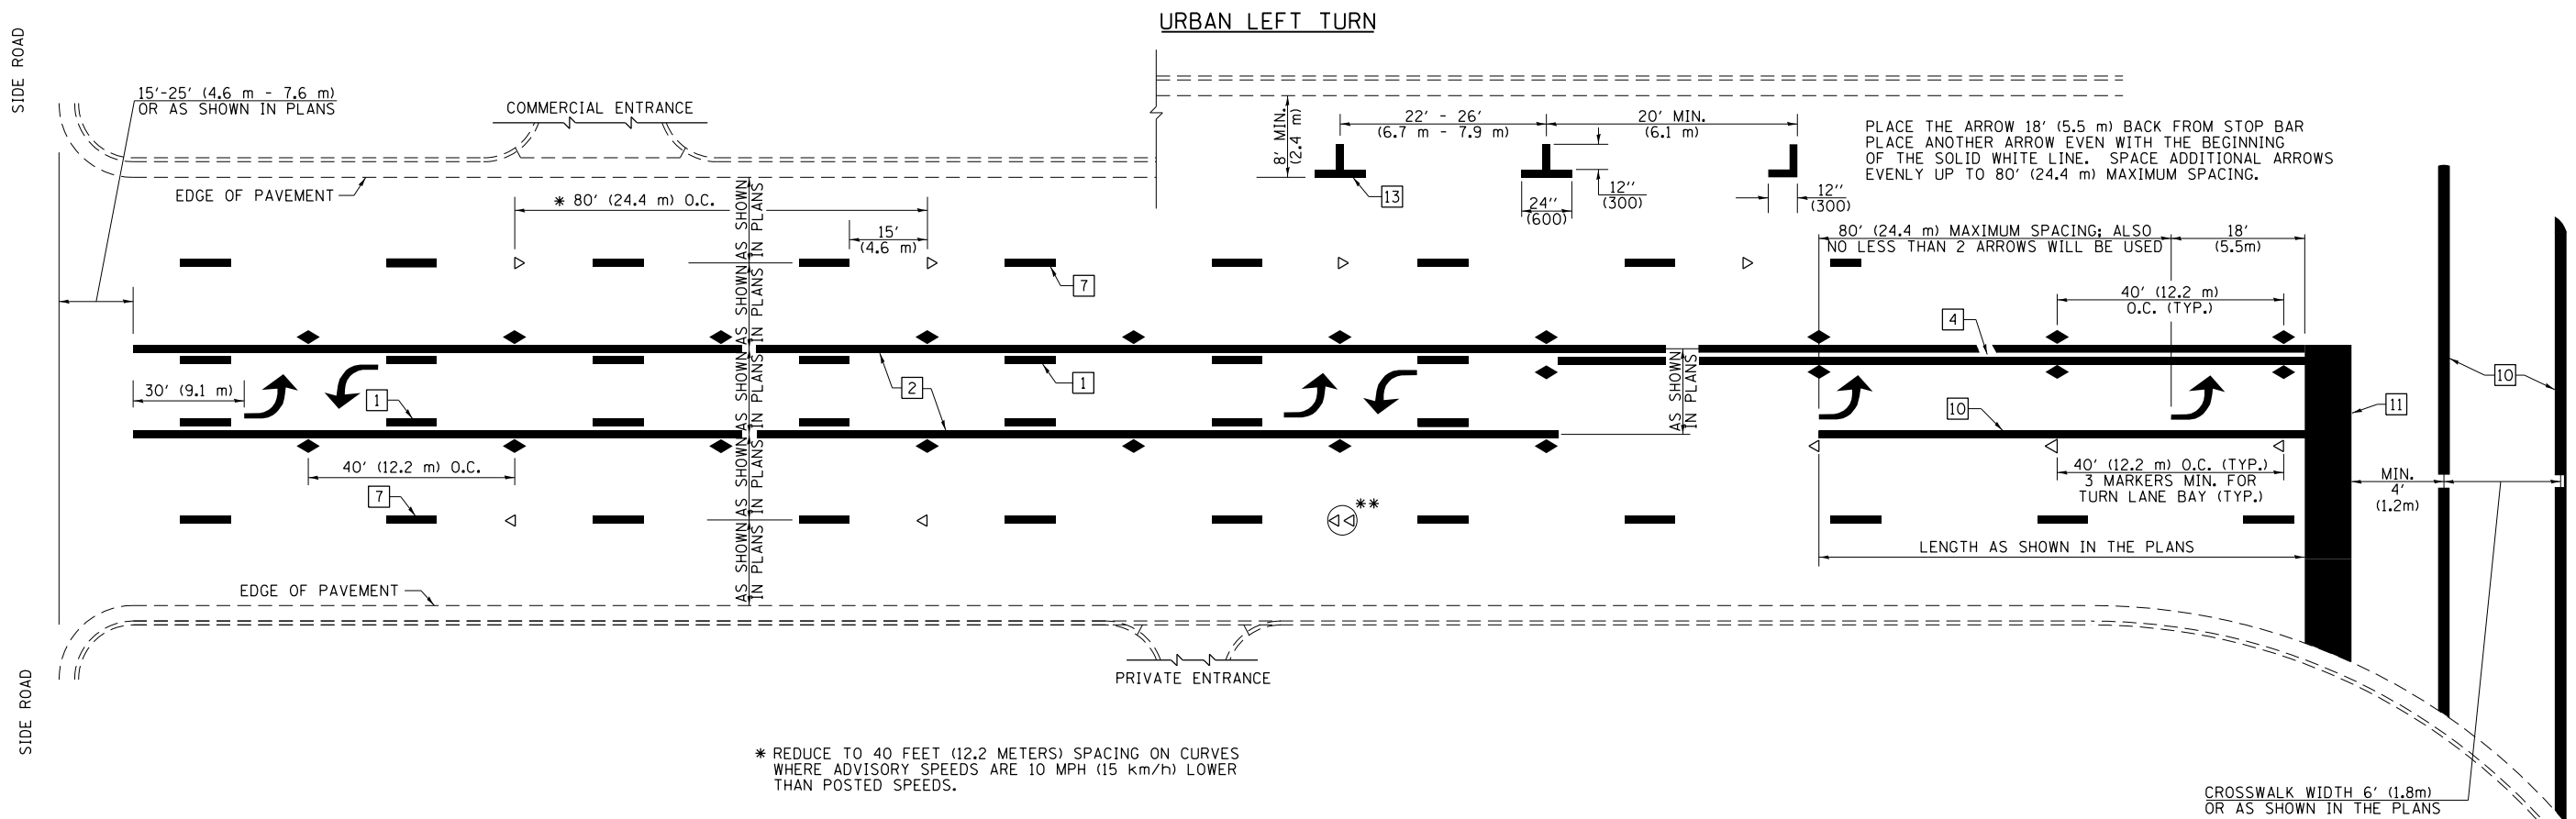 URBAN LEFT TURN
SIDE ROAD
15'-25' (4.6 m - 7.6 m)
OR AS SHOWN IN PLANS
COMMERCIAL ENTRANCE
EDGE OF PAVEMENT
* 80' (24.4 m) O.C.
15'
(4.6 m)
8' MIN.
(2.4 m)
22' - 26'
(6.7 m - 7.9 m)
20' MIN.
(6.1 m)
13
24''
(600)
12''
(300)
12''
(300)
PLACE THE ARROW 18' (5.5 m) BACK FROM STOP BAR
PLACE ANOTHER ARROW EVEN WITH THE BEGINNING
OF THE SOLID WHITE LINE. SPACE ADDITIONAL ARROWS
EVENLY UP TO 80' (24.4 m) MAXIMUM SPACING.
80' (24.4 m) MAXIMUM SPACING; ALSO
NO LESS THAN 2 ARROWS WILL BE USED
18'
(5.5m)
7
40' (12.2 m)
O.C. (TYP.)
4
AS SHOWN
IN PLANS
AS SHOWN
IN PLANS
AS SHOWN
IN PLANS
AS SHOWN
IN PLANS
AS SHOWN
IN PLANS
30' (9.1 m)
1
2
1
AS SHOWN
IN PLANS
10
11
10
40' (12.2 m) O.C.
7
**
40' (12.2 m) O.C. (TYP.)
3 MARKERS MIN. FOR
TURN LANE BAY (TYP.)
MIN.
4'
(1.2m)
LENGTH AS SHOWN IN THE PLANS
EDGE OF PAVEMENT
SIDE ROAD
PRIVATE ENTRANCE
* REDUCE TO 40 FEET (12.2 METERS) SPACING ON CURVES
WHERE ADVISORY SPEEDS ARE 10 MPH (15 km/h) LOWER
THAN POSTED SPEEDS.
CROSSWALK WIDTH 6' (1.8m)
OR AS SHOWN IN THE PLANS